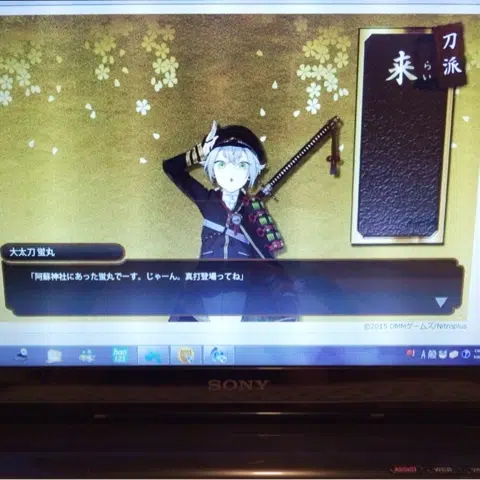 刀派
来
らい
大太刀 蛍丸
「阿蘇神社にあった蛍丸でーす。じゃーん、真打登場ってね」
©2015 DMMゲームズ/Nitroplus
A 般
SONY